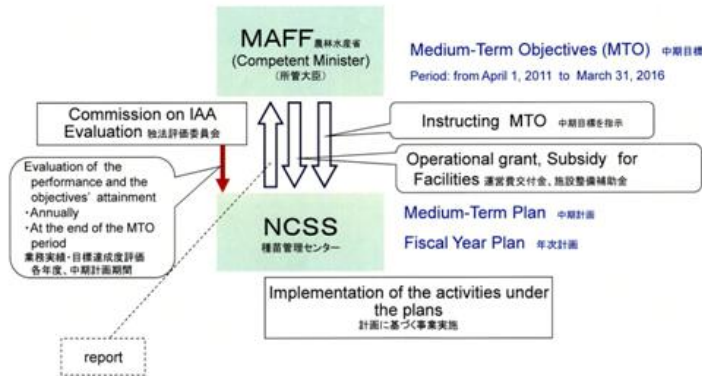 MAFF 農林水産省
(Competent Minister)
(所管大臣)
Medium-Term Objectives (MTO) 中期目標
Period: from April 1, 2011 to March 31, 2016
Commission on IAA
Evaluation 独法評価委員会
Instructing MTO 中期目標を指示
Operational grant, Subsidy for
Facilities 運営費交付金、施設整備補助金
Evaluation of the
performance and the
objectives' attainment
・Annually
・At the end of the MTO
period
業務実績・目標達成度評価
各年度、中期計画期間
NCSS
種苗管理センター
Medium-Term Plan 中期計画
Fiscal Year Plan 年次計画
Implementation of the activities under
the plans
計画に基づく事業実施
report